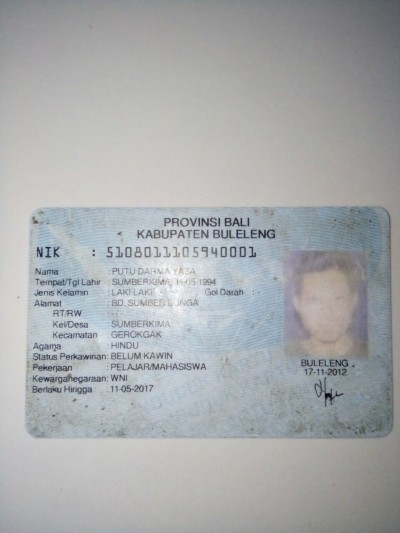 PROVINSI BALI
KABUPATEN BULELENG
NIK : 5108011105940001
Nama : PUTU DARMA YASA
Tempat/Tgl Lahir : SUMBERKIMA, 11-05-1994
Jenis Kelamin : LAKI-LAKI Gol Darah :
Alamat : BD. SUMBER BUNGA
RT/RW : - -
Kel/Desa : SUMBERKIMA
Kecamatan : GEROKGAK
Agama : HINDU
Status Perkawinan: BELUM KAWIN
Pekerjaan : PELAJAR/MAHASISWA
Kewarganegaraan: WNI
Berlaku Hingga : 11-05-2017
BULELENG
17-11-2012